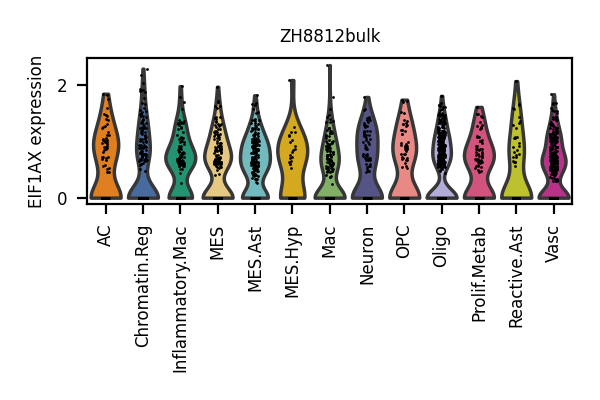 ZH8812bulk
EIF1AX expression
2
0
AC
Chromatin.Reg
Inflammatory.Mac
MES
MES.Ast
MES.Hyp
Mac
Neuron
OPC
Oligo
Prolif.Metab
Reactive.Ast
Vasc